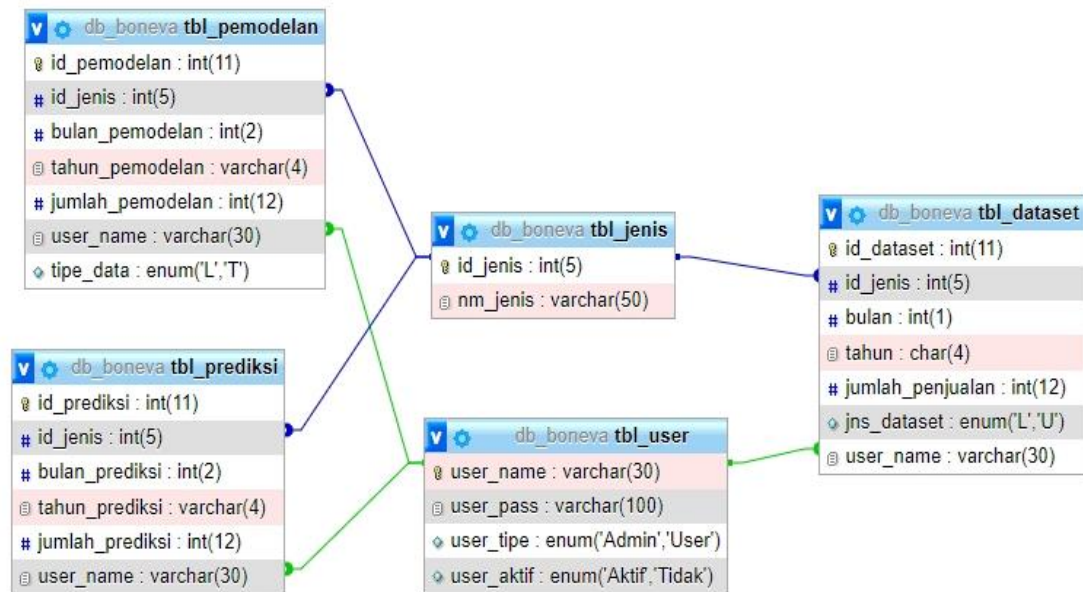 db_boneva tbl_pemodelan
id_pemodelan : int(11)
# id_jenis : int(5)
# bulan_pemodelan : int(2)
tahun_pemodelan : varchar(4)
# jumlah_pemodelan : int(12)
user_name : varchar(30)
tipe_data : enum('L','T')
db_boneva tbl_jenis
id_jenis : int(5)
nm_jenis : varchar(50)
db_boneva tbl_dataset
id_dataset : int(11)
# id_jenis : int(5)
# bulan : int(1)
tahun : char(4)
# jumlah_penjualan : int(12)
jns_dataset : enum('L','U')
user_name : varchar(30)
db_boneva tbl_prediksi
id_prediksi : int(11)
# id_jenis : int(5)
# bulan_prediksi : int(2)
tahun_prediksi : varchar(4)
# jumlah_prediksi : int(12)
user_name : varchar(30)
db_boneva tbl_user
user_name : varchar(30)
user_pass : varchar(100)
user_tipe : enum('Admin','User')
user_aktif : enum('Aktif','Tidak')